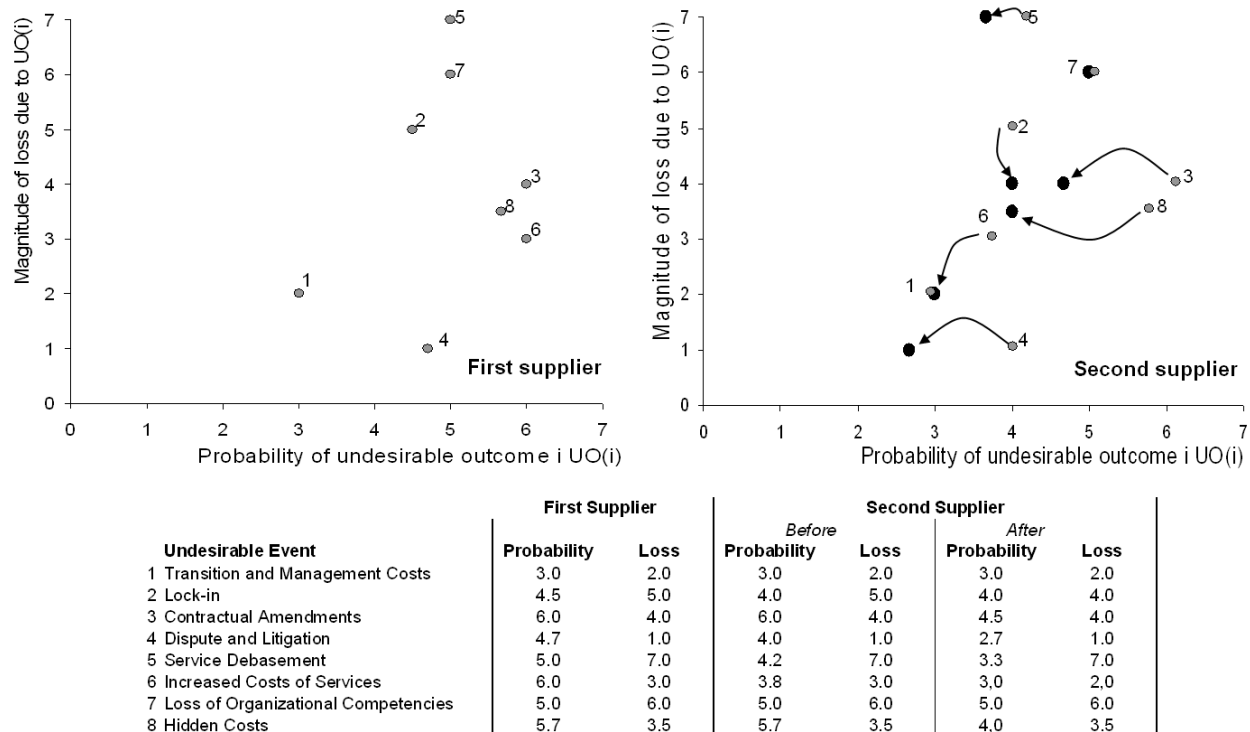 Magnitude of loss due to UO(i)
7
6
5
4
3
2
1
0
5
7
2
3
8
6
1
4
First supplier
0 1 2 3 4 5 6 7
Probability of undesirable outcome i UO(i)
Magnitude of loss due to UO(i)
7
6
5
4
3
2
1
0
5
7
2
3
8
6
1
4
Second supplier
0 1 2 3 4 5 6 7
Probability of undesirable outcome i UO(i)
First Supplier Second Supplier
Before After
Undesirable Event Probability Loss Probability Loss Probability Loss
1 Transition and Management Costs 3.0 2.0 3.0 2.0 3.0 2.0
2 Lock-in 4.5 5.0 4.0 5.0 4.0 4.0
3 Contractual Amendments 6.0 4.0 6.0 4.0 4.5 4.0
4 Dispute and Litigation 4.7 1.0 4.0 1.0 2.7 1.0
5 Service Debasement 5.0 7.0 4.2 7.0 3.3 7.0
6 Increased Costs of Services 6.0 3.0 3.8 3.0 3,0 2,0
7 Loss of Organizational Competencies 5.0 6.0 5.0 6.0 5.0 6.0
8 Hidden Costs 5.7 3.5 5.7 3.5 4,0 3.5